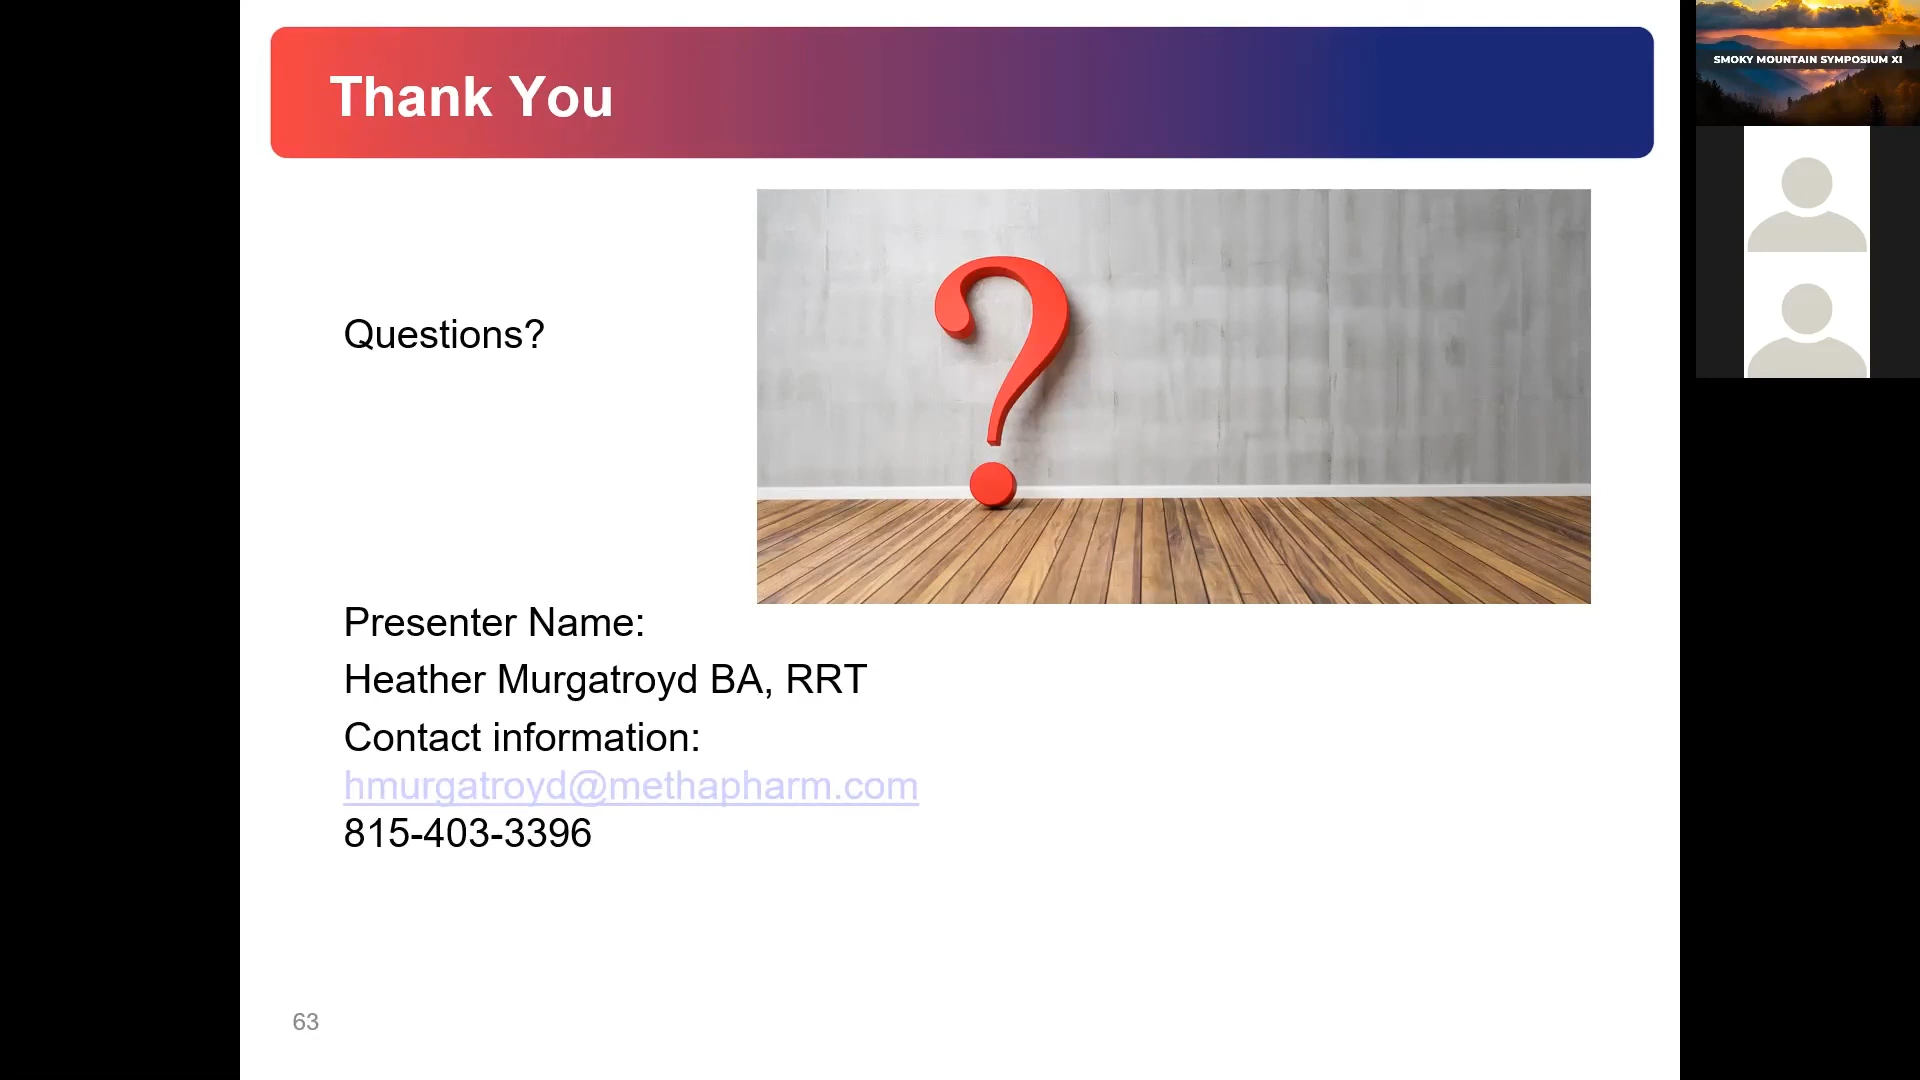 Thank You
SMOKY MOUNTAIN SYMPOSIUM XI
Questions?
Presenter Name:
Heather Murgatroyd BA, RRT
Contact information:
hmurgatroyd@methapharm.com
815-403-3396
63